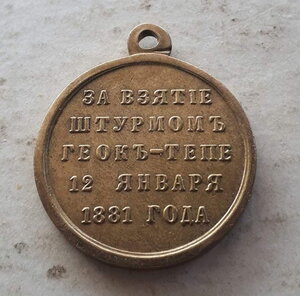 ЗА ВЗЯТІЕ
ШТУРМОМЪ
ГЕОКЪ-ТЕПЕ
12 ЯНВАРЯ
1881 ГОДА